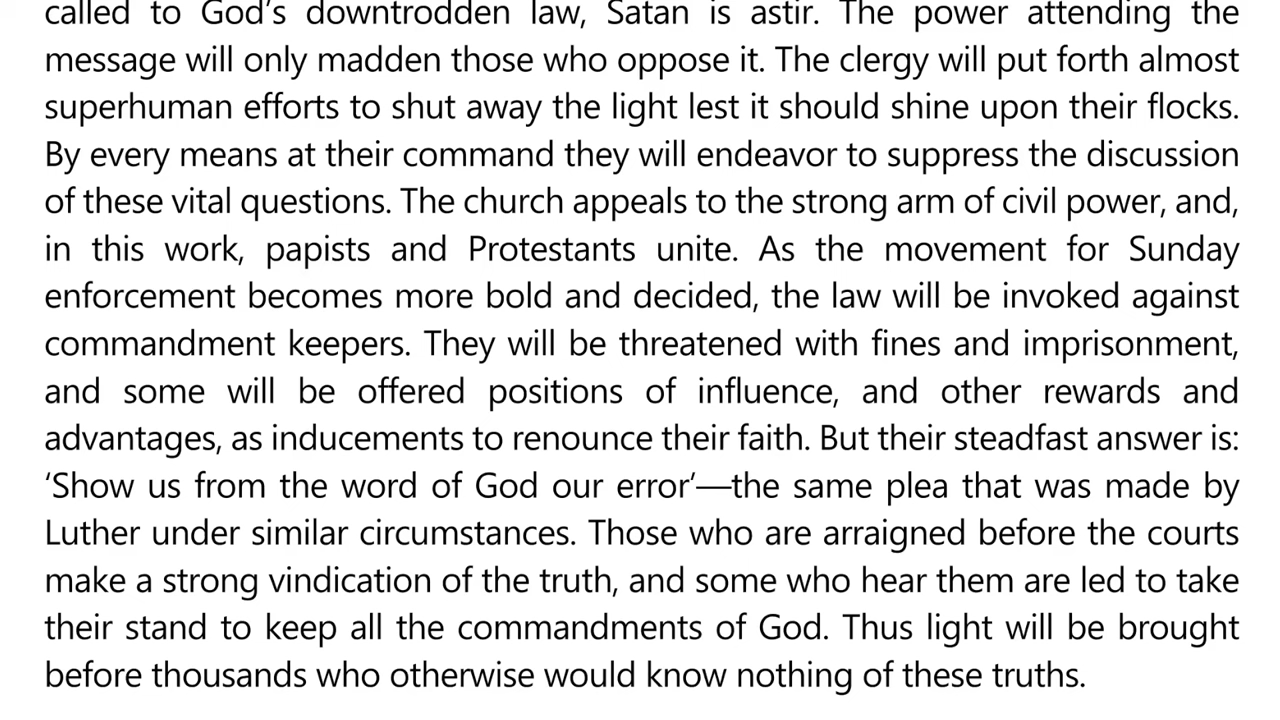 called to God’s downtrodden law, Satan is astir. The power attending the
message will only madden those who oppose it. The clergy will put forth almost
superhuman efforts to shut away the light lest it should shine upon their flocks.
By every means at their command they will endeavor to suppress the discussion
of these vital questions. The church appeals to the strong arm of civil power, and,
in this work, papists and Protestants unite. As the movement for Sunday
enforcement becomes more bold and decided, the law will be invoked against
commandment keepers. They will be threatened with fines and imprisonment,
and some will be offered positions of influence, and other rewards and
advantages, as inducements to renounce their faith. But their steadfast answer is:
‘Show us from the word of God our error’—the same plea that was made by
Luther under similar circumstances. Those who are arraigned before the courts
make a strong vindication of the truth, and some who hear them are led to take
their stand to keep all the commandments of God. Thus light will be brought
before thousands who otherwise would know nothing of these truths.